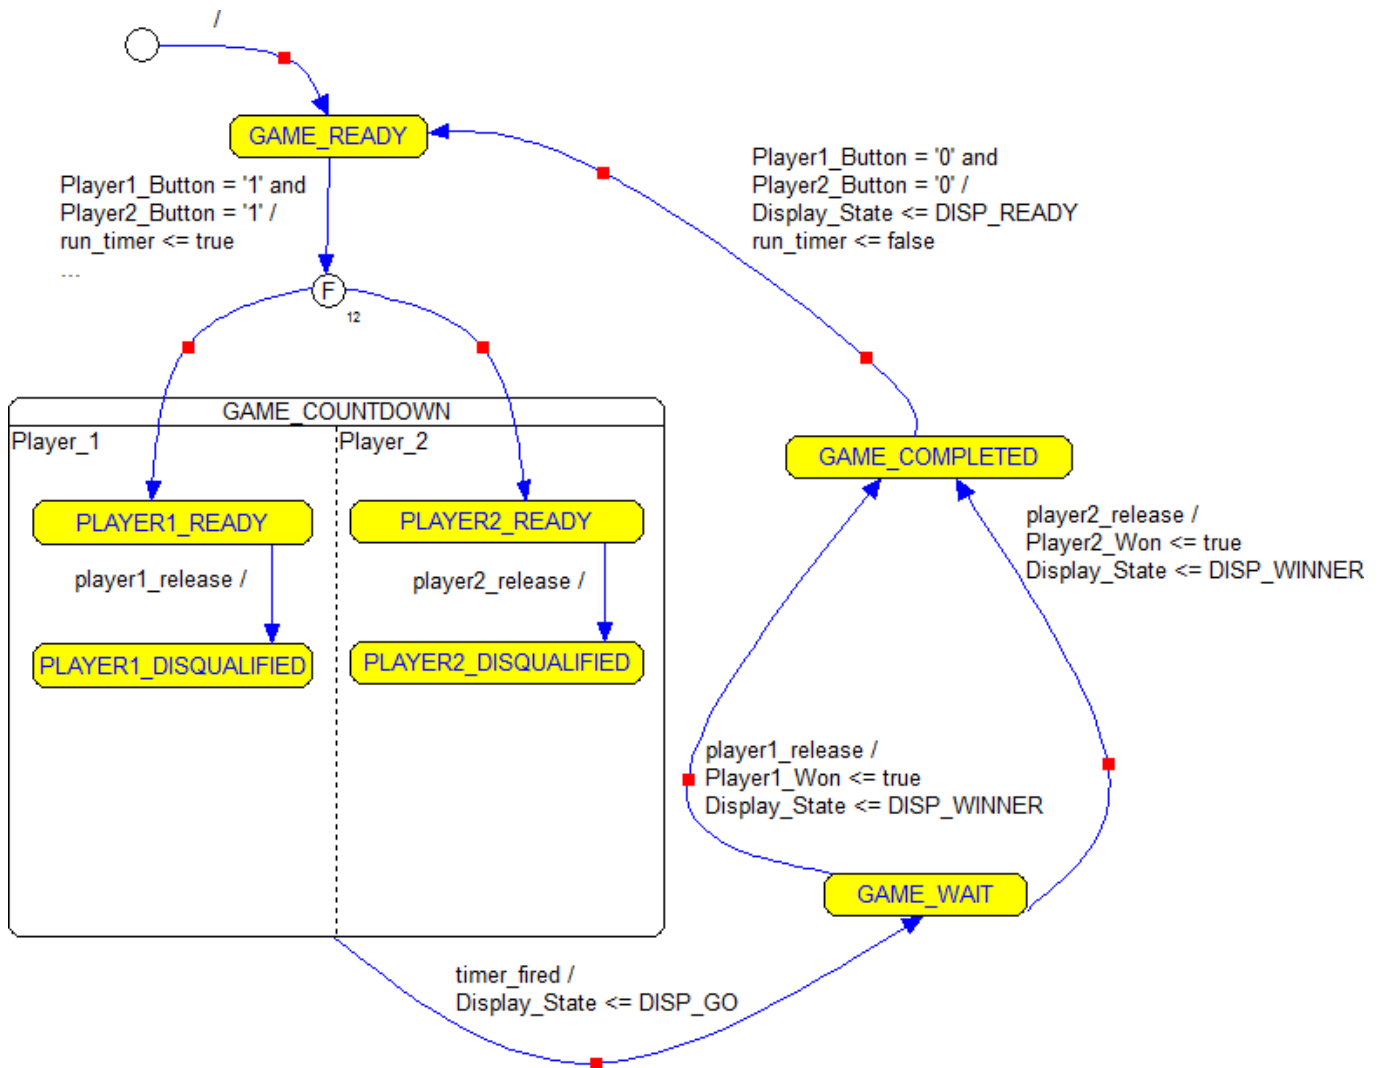 /
GAME_READY
Player1_Button = '1' and
Player2_Button = '1' /
run_timer <= true
...
Player1_Button = '0' and
Player2_Button = '0' /
Display_State <= DISP_READY
run_timer <= false
F
12
GAME_COUNTDOWN
Player_1
Player_2
PLAYER1_READY
PLAYER2_READY
player1_release /
player2_release /
PLAYER1_DISQUALIFIED
PLAYER2_DISQUALIFIED
GAME_COMPLETED
player2_release /
Player2_Won <= true
Display_State <= DISP_WINNER
player1_release /
Player1_Won <= true
Display_State <= DISP_WINNER
GAME_WAIT
timer_fired /
Display_State <= DISP_GO